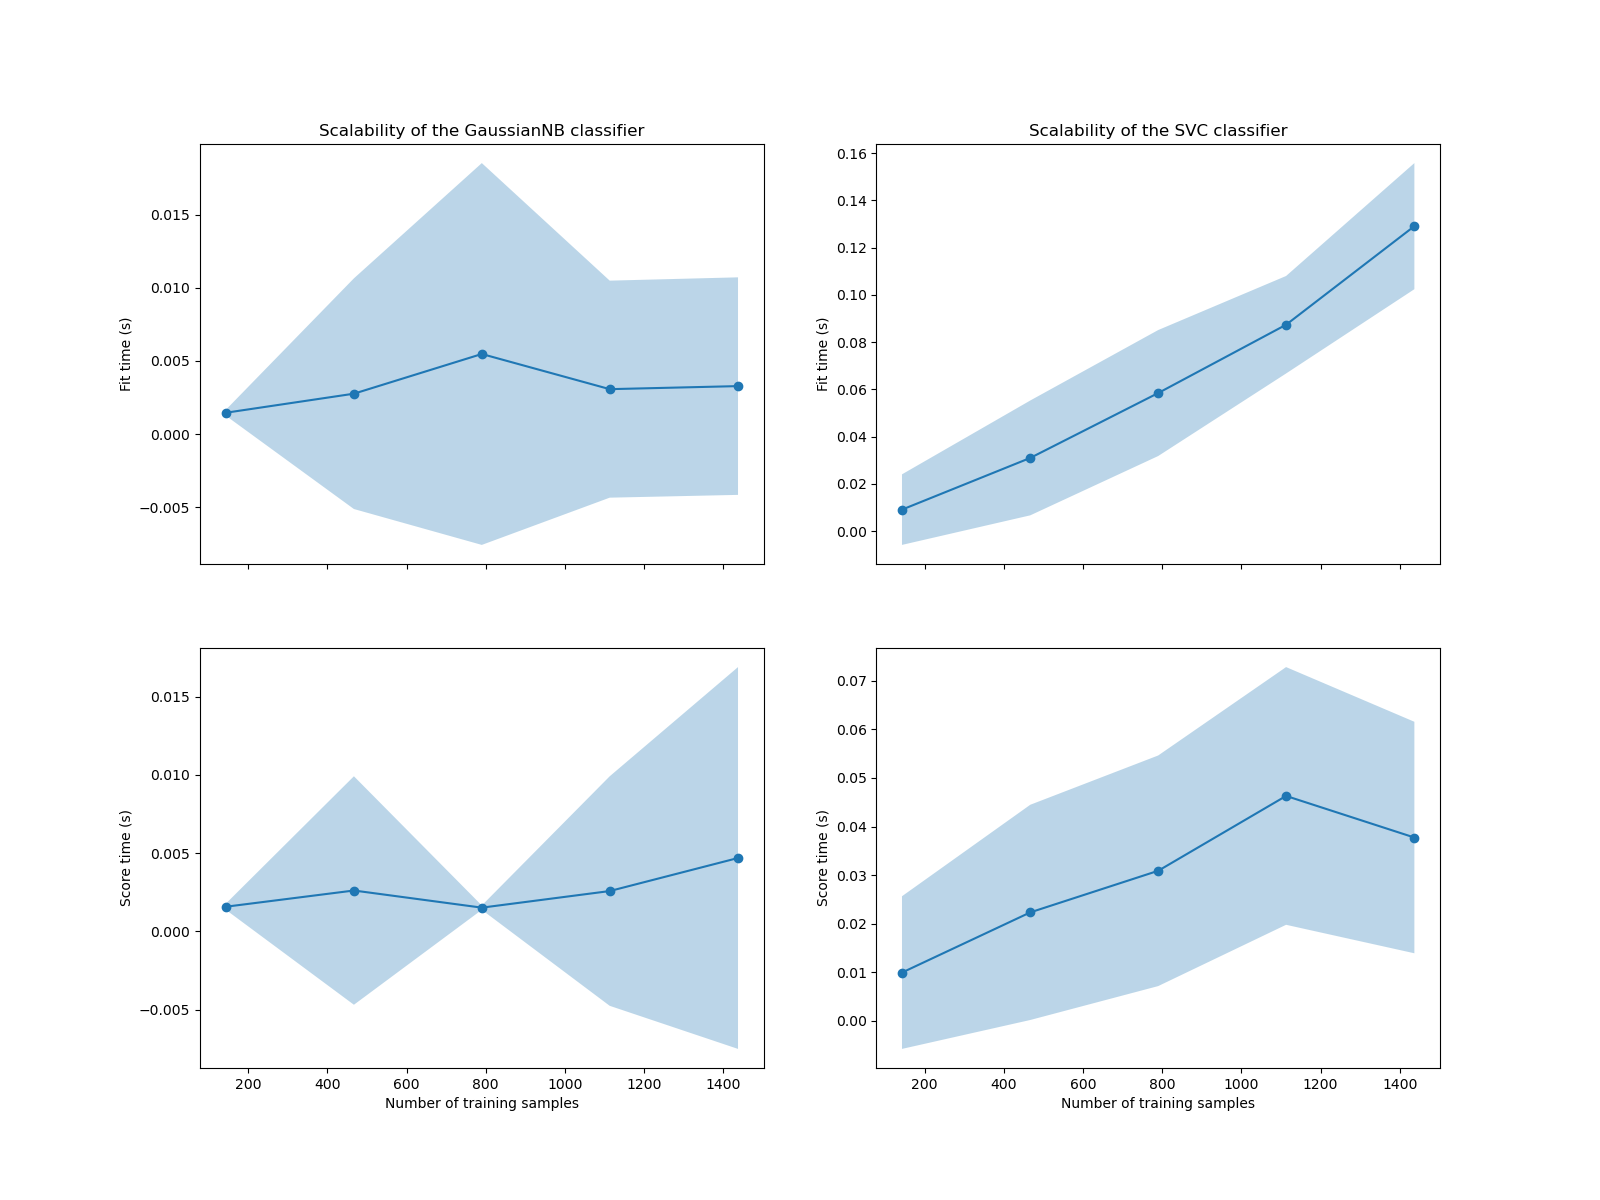 Scalability of the GaussianNB classifier
Fit time (s)
0.015
0.010
0.005
0.000
−0.005
Scalability of the SVC classifier
Fit time (s)
0.16
0.14
0.12
0.10
0.08
0.06
0.04
0.02
0.00
Score time (s)
0.015
0.010
0.005
0.000
−0.005
200 400 600 800 1000 1200 1400
Number of training samples
Score time (s)
0.07
0.06
0.05
0.04
0.03
0.02
0.01
0.00
200 400 600 800 1000 1200 1400
Number of training samples